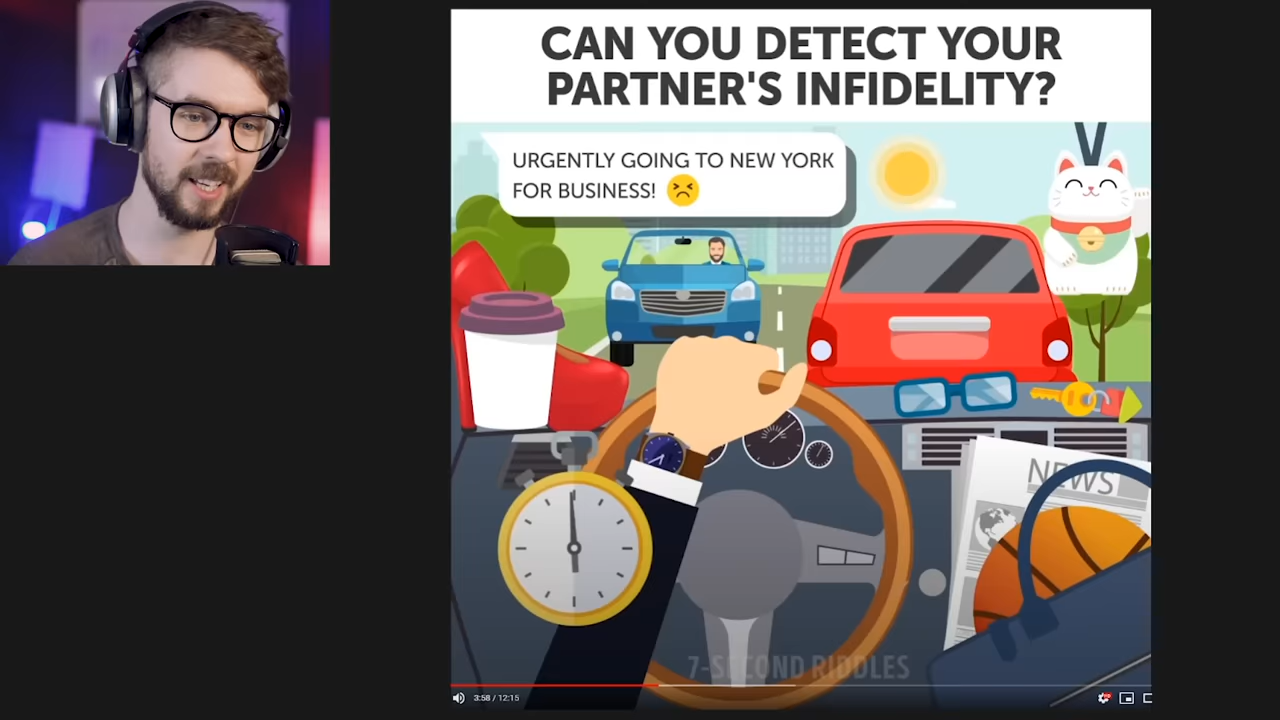 CAN YOU DETECT YOUR
PARTNER'S INFIDELITY?
URGENTLY GOING TO NEW YORK
FOR BUSINESS!
NEWS
7-SECOND RIDDLES
3:58 / 12:15